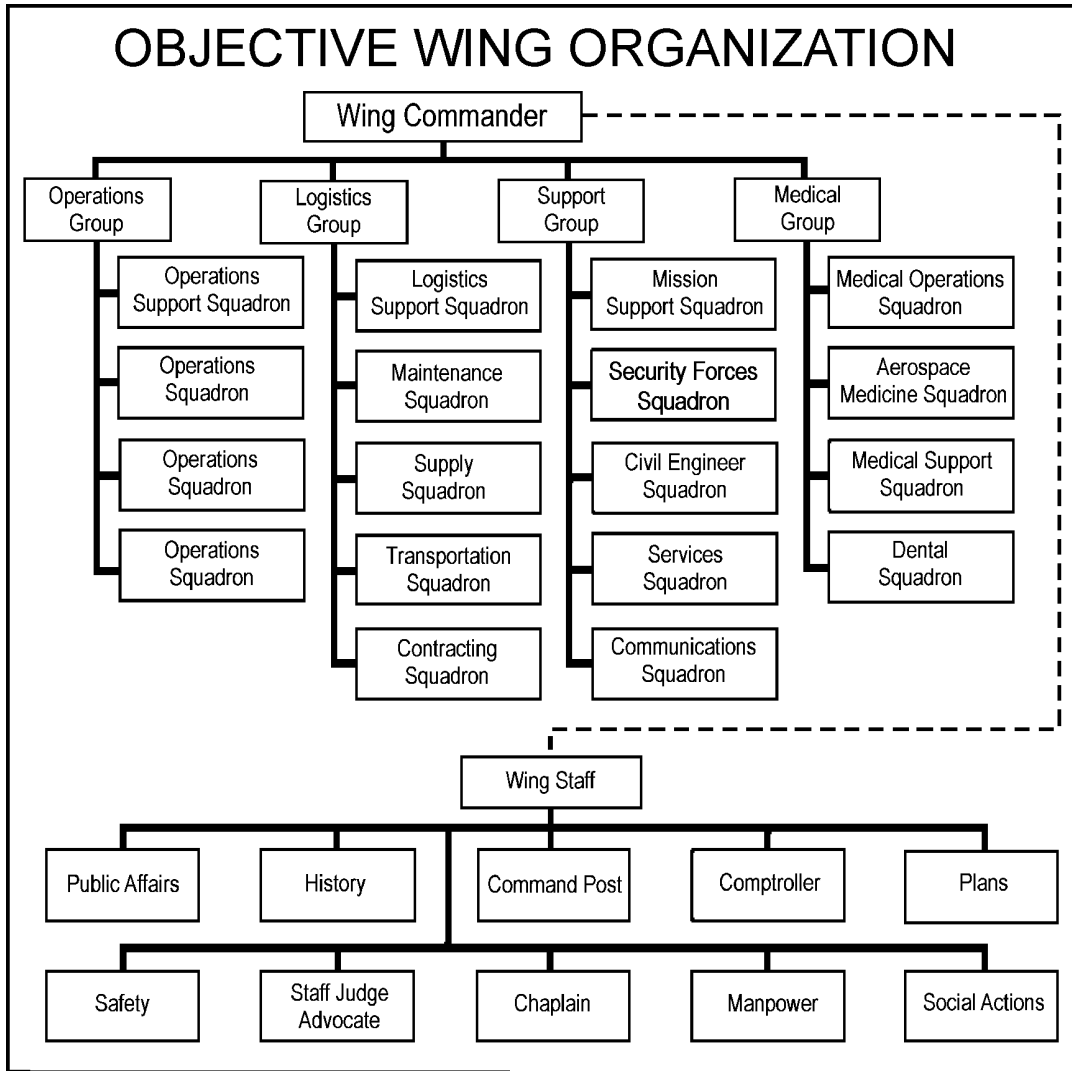 OBJECTIVE WING ORGANIZATION
Wing Commander
Operations
Group
Logistics
Group
Support
Group
Medical
Group
Operations
Support Squadron
Operations
Squadron
Operations
Squadron
Operations
Squadron
Logistics
Support Squadron
Maintenance
Squadron
Supply
Squadron
Transportation
Squadron
Contracting
Squadron
Mission
Support Squadron
Security Forces
Squadron
Civil Engineer
Squadron
Services
Squadron
Communications
Squadron
Medical Operations
Squadron
Aerospace
Medicine Squadron
Medical Support
Squadron
Dental
Squadron
Wing Staff
Public Affairs
History
Command Post
Comptroller
Plans
Safety
Staff Judge
Advocate
Chaplain
Manpower
Social Actions